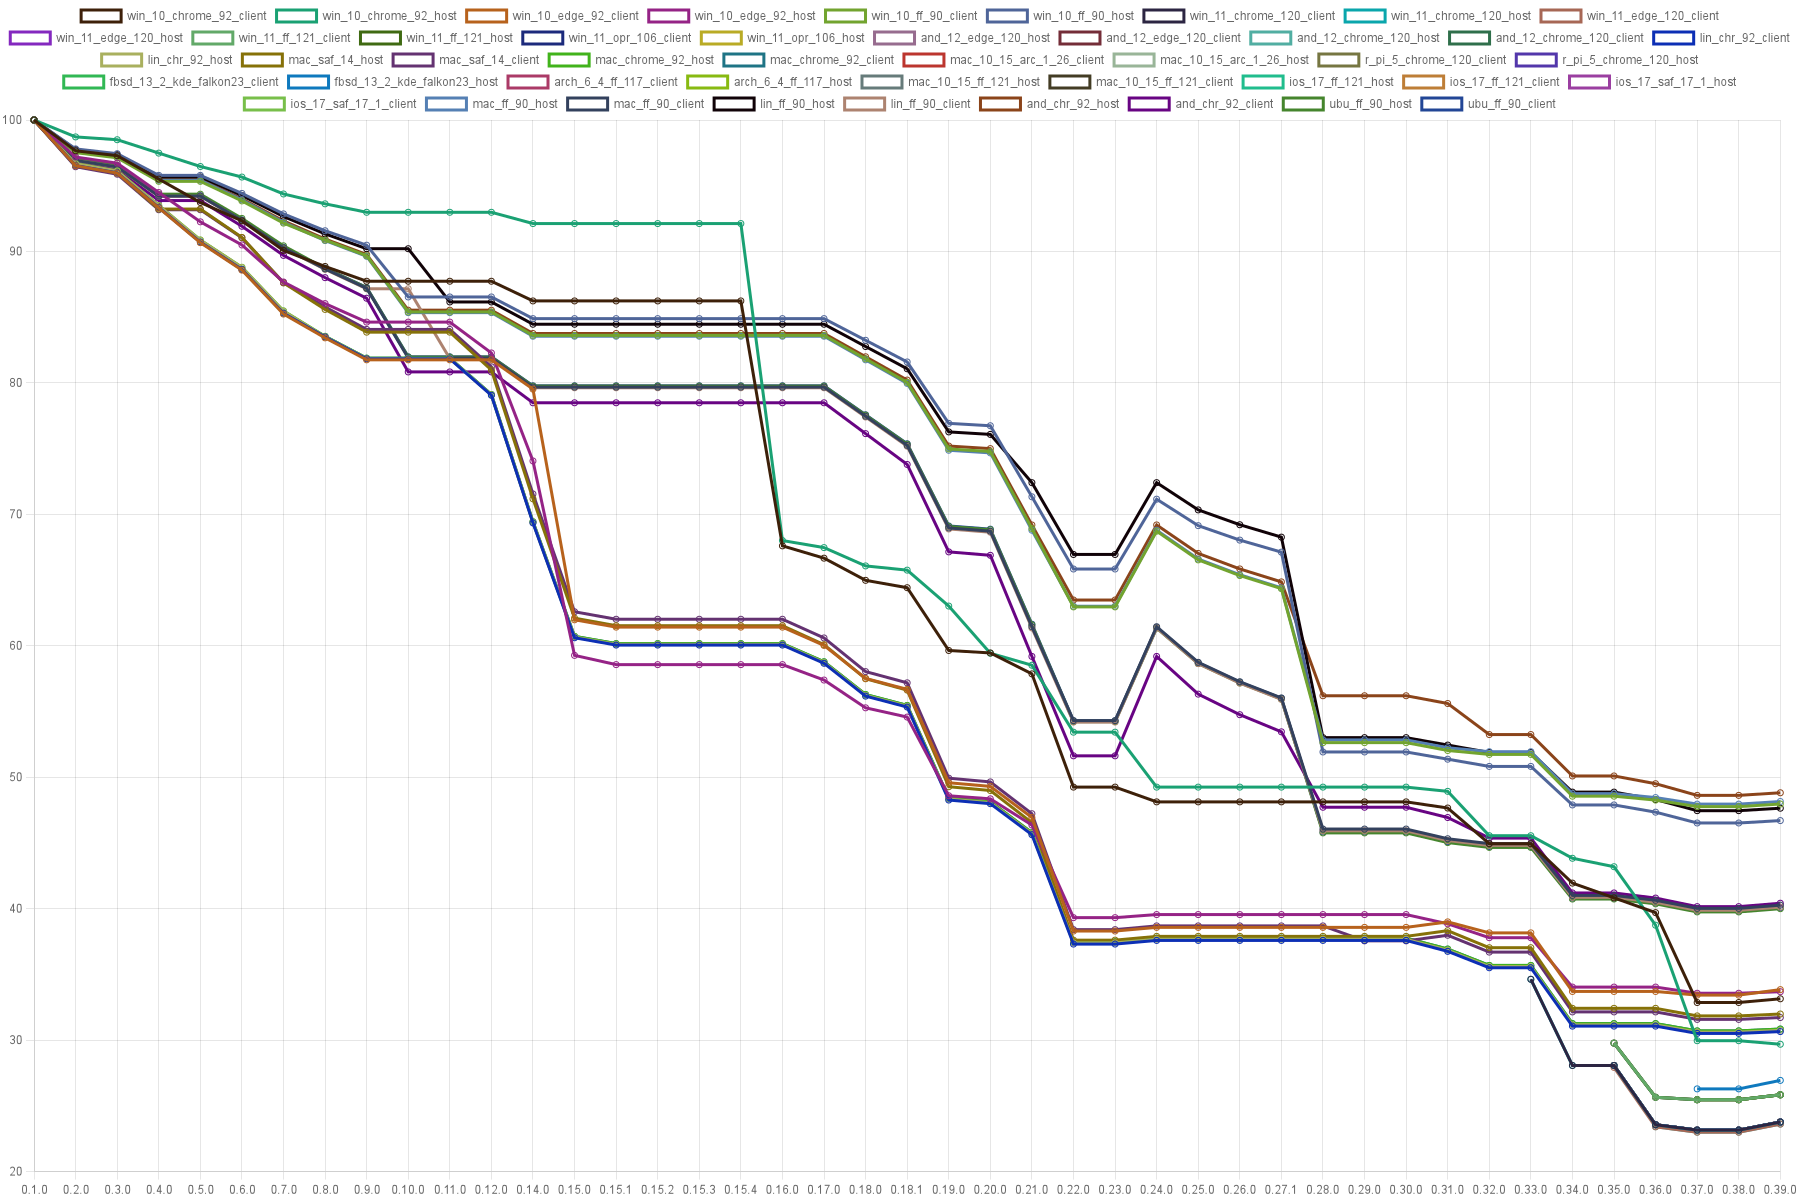 win_10_chrome_92_client win_10_chrome_92_host win_10_edge_92_client win_10_edge_92_host win_10_ff_90_client win_10_ff_90_host win_11_chrome_120_client win_11_chrome_120_host win_11_edge_120_client
win_11_edge_120_host win_11_ff_121_client win_11_ff_121_host win_11_opr_106_client win_11_opr_106_host and_12_edge_120_host and_12_edge_120_client and_12_chrome_120_host and_12_chrome_120_client lin_chr_92_client
lin_chr_92_host mac_saf_14_host mac_saf_14_client mac_chrome_92_host mac_chrome_92_client mac_10_15_arc_1_26_client mac_10_15_arc_1_26_host r_pi_5_chrome_120_client r_pi_5_chrome_120_host
fbsd_13_2_kde_falkon23_client fbsd_13_2_kde_falkon23_host arch_6_4_ff_117_client arch_6_4_ff_117_host mac_10_15_ff_121_host mac_10_15_ff_121_client ios_17_ff_121_host ios_17_ff_121_client ios_17_saf_17_1_host
ios_17_saf_17_1_client mac_ff_90_host mac_ff_90_client lin_ff_90_host lin_ff_90_client and_chr_92_host and_chr_92_client ubu_ff_90_host ubu_ff_90_client
100
90
80
70
60
50
40
30
20
0.1.0 0.2.0 0.3.0 0.4.0 0.5.0 0.6.0 0.7.0 0.8.0 0.9.0 0.10.0 0.11.0 0.12.0 0.14.0 0.15.0 0.15.1 0.15.2 0.15.3 0.15.4 0.16.0 0.17.0 0.18.0 0.18.1 0.19.0 0.20.0 0.21.0 0.22.0 0.23.0 0.24.0 0.25.0 0.26.0 0.27.1 0.28.0 0.29.0 0.30.0 0.31.0 0.32.0 0.33.0 0.34.0 0.35.0 0.36.0 0.37.0 0.38.0 0.39.0